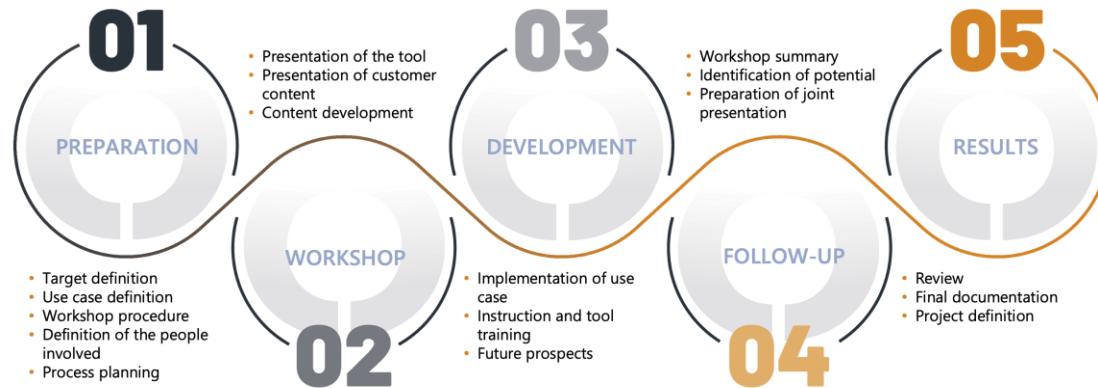 01
PREPARATION
• Target definition
• Use case definition
• Workshop procedure
• Definition of the people
involved
• Process planning
• Presentation of the tool
• Presentation of customer
content
• Content development
WORKSHOP
02
03
DEVELOPMENT
• Implementation of use
case
• Instruction and tool
training
• Future prospects
• Workshop summary
• Identification of potential
• Preparation of joint
presentation
FOLLOW-UP
04
05
RESULTS
• Review
• Final documentation
• Project definition